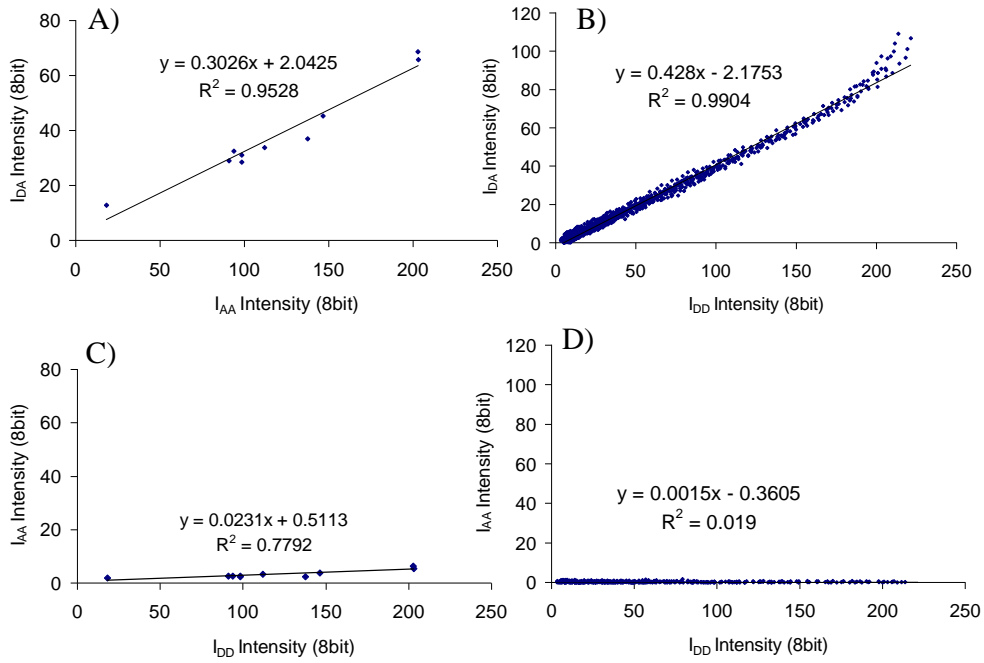 A)
80
60
40
20
0
I_DA Intensity (8bit)
y = 0.3026x + 2.0425
R² = 0.9528
0 50 100 150 200 250
I_AA Intensity (8bit)
B)
120
100
80
60
40
20
0
I_DA Intensity (8bit)
y = 0.428x - 2.1753
R² = 0.9904
0 50 100 150 200 250
I_DD Intensity (8bit)
C)
80
60
40
20
0
I_AA Intensity (8bit)
y = 0.0231x + 0.5113
R² = 0.7792
0 50 100 150 200 250
I_DD Intensity (8bit)
D)
120
100
80
60
40
20
0
I_AA Intensity (8bit)
y = 0.0015x - 0.3605
R² = 0.019
0 50 100 150 200 250
I_DD Intensity (8bit)